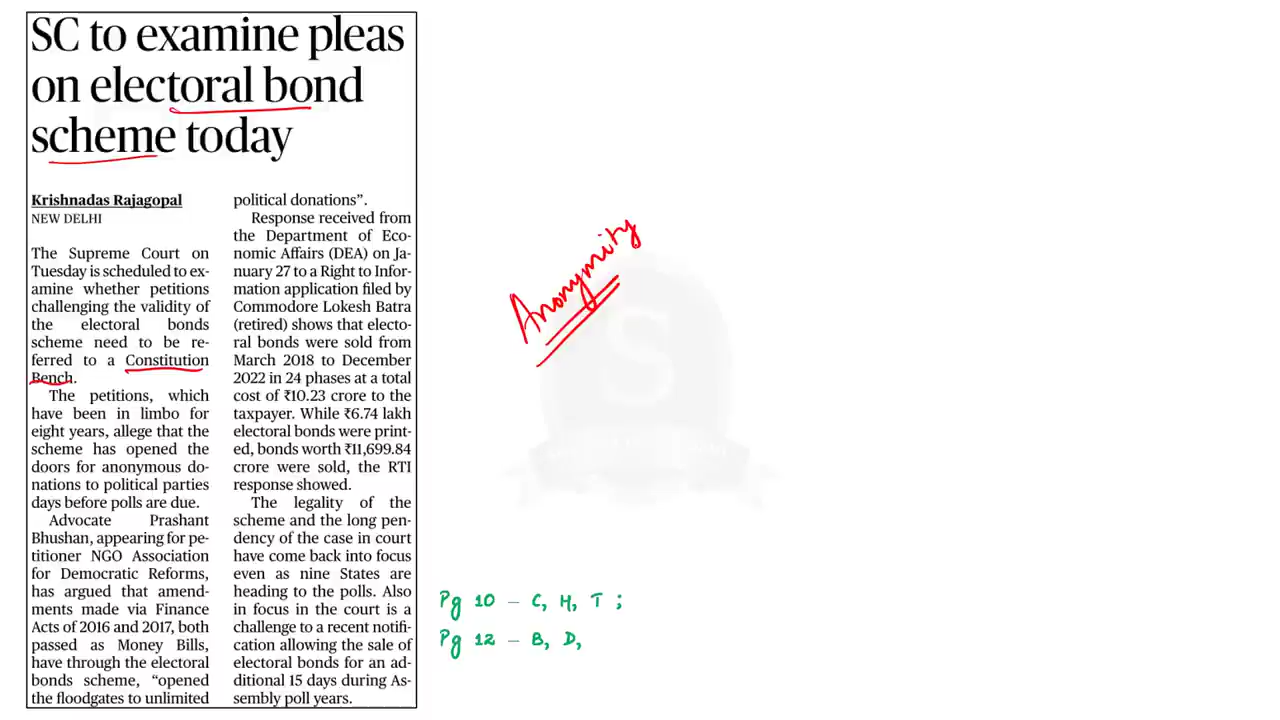 SC to examine pleas
on electoral bond
scheme today
Krishnadas Rajagopal
NEW DELHI
The Supreme Court on
Tuesday is scheduled to ex-
amine whether petitions
challenging the validity of
the electoral bonds
scheme need to be re-
ferred to a Constitution
Bench.
The petitions, which
have been in limbo for
eight years, allege that the
scheme has opened the
doors for anonymous do-
nations to political parties
days before polls are due.
Advocate Prashant
Bhushan, appearing for pe-
titioner NGO Association
for Democratic Reforms,
has argued that amend-
ments made via Finance
Acts of 2016 and 2017, both
passed as Money Bills,
have through the electoral
bonds scheme, “opened
the floodgates to unlimited
political donations”.
Response received from
the Department of Eco-
nomic Affairs (DEA) on Ja-
nuary 27 to a Right to Infor-
mation application filed by
Commodore Lokesh Batra
(retired) shows that electo-
ral bonds were sold from
March 2018 to December
2022 in 24 phases at a total
cost of ₹10.23 crore to the
taxpayer. While ₹6.74 lakh
electoral bonds were print-
ed, bonds worth ₹11,699.84
crore were sold, the RTI
response showed.
The legality of the
scheme and the long pen-
dency of the case in court
have come back into focus
even as nine States are
heading to the polls. Also
in focus in the court is a
challenge to a recent notifi-
cation allowing the sale of
electoral bonds for an ad-
ditional 15 days during As-
sembly poll years.
Anonymity
Pg 10 – C, H, T ;
Pg 12 – B, D,